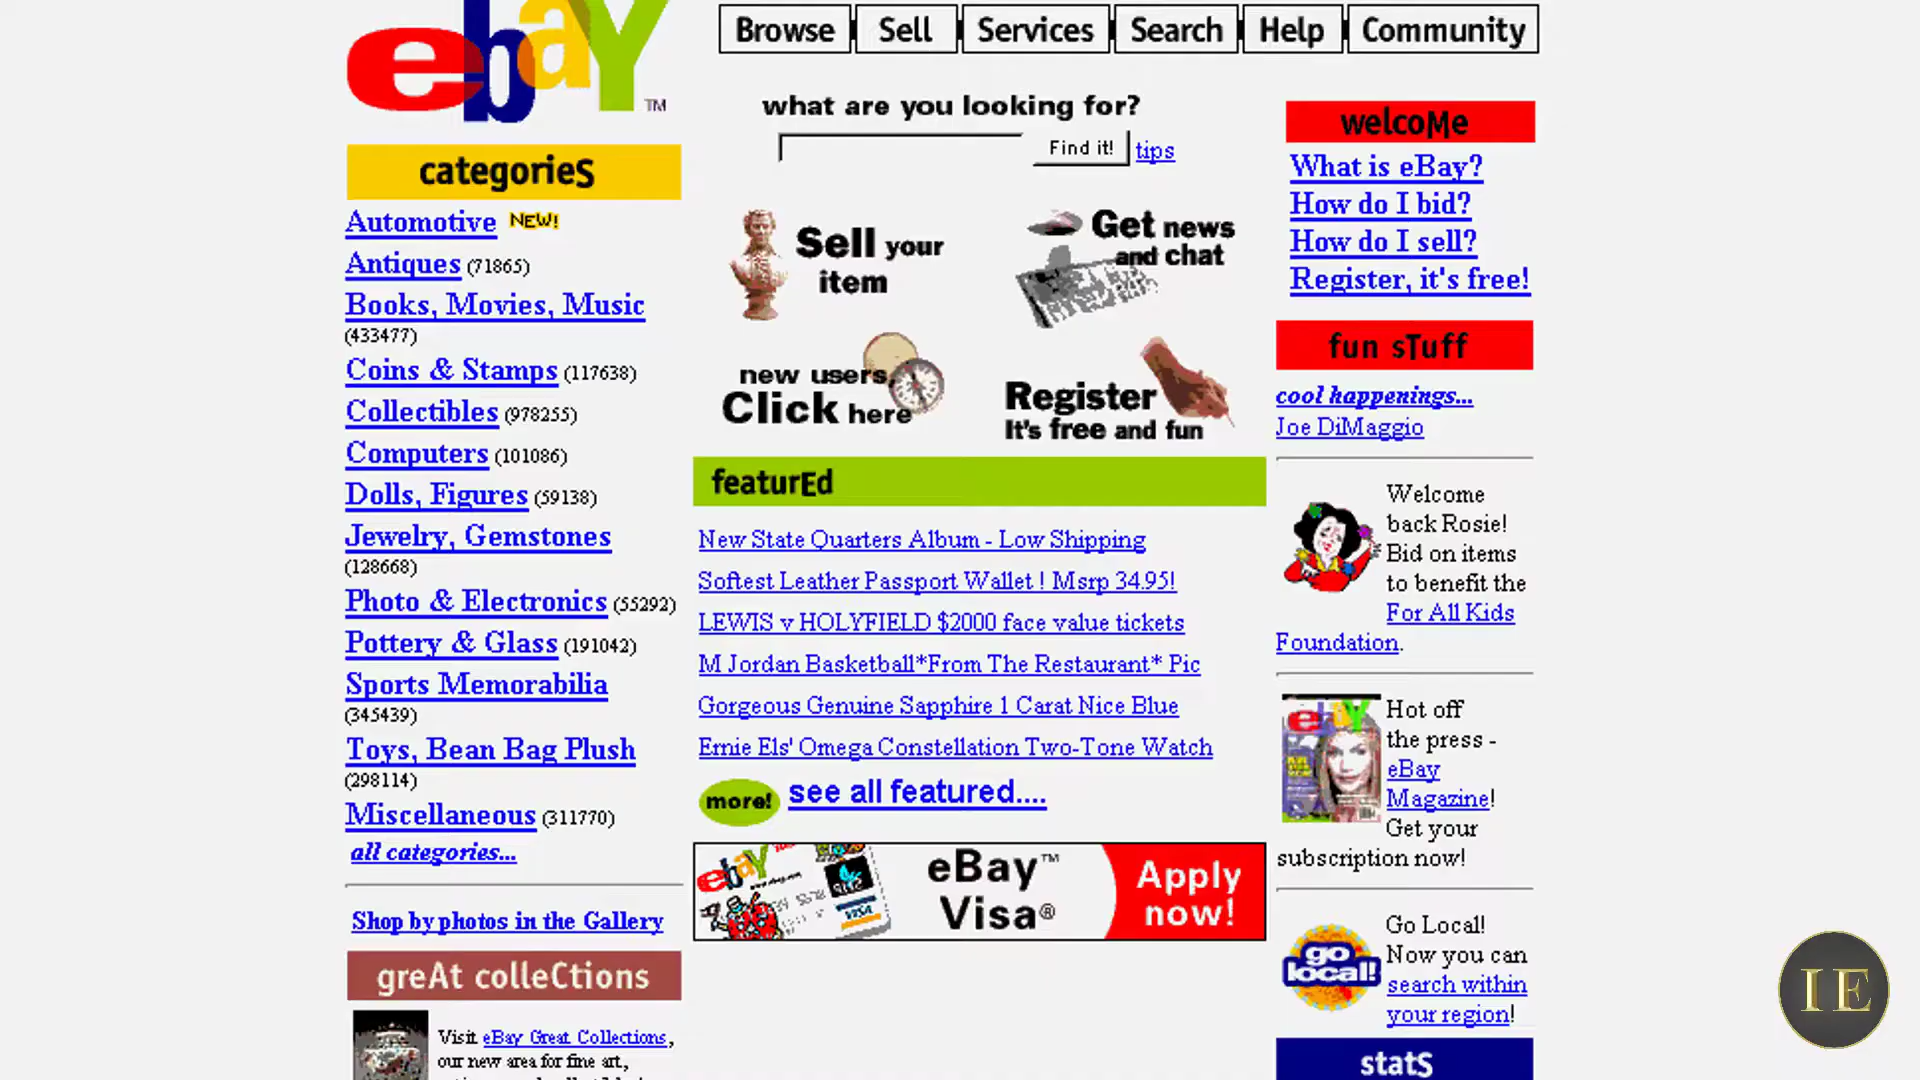 ebaY™
Browse
Sell
Services
Search
Help
Community
what are you looking for?
Find it!
tips
categorieS
Automotive NEW!
Antiques (71865)
Books, Movies, Music
(433477)
Coins & Stamps (117638)
Collectibles (978255)
Computers (101086)
Dolls, Figures (59138)
Jewelry, Gemstones
(128668)
Photo & Electronics (55292)
Pottery & Glass (191042)
Sports Memorabilia
(345439)
Toys, Bean Bag Plush
(298114)
Miscellaneous (311770)
all categories...
Shop by photos in the Gallery
greAt colleCtions
Visit eBay Great Collections,
our new area for fine art,
Sell your
item
Get news
and chat
new users,
Click here
Register
It's free and fun
featurEd
New State Quarters Album - Low Shipping
Softest Leather Passport Wallet ! Msrp 34.95!
LEWIS v HOLYFIELD $2000 face value tickets
M Jordan Basketball*From The Restaurant* Pic
Gorgeous Genuine Sapphire 1 Carat Nice Blue
Ernie Els' Omega Constellation Two-Tone Watch
more! see all featured....
ebaY
VISA
eBay™
Visa®
Apply
now!
welcoMe
What is eBay?
How do I bid?
How do I sell?
Register, it's free!
fun sTuff
cool happenings...
Joe DiMaggio
Welcome
back Rosie!
Bid on items
to benefit the
For All Kids
Foundation.
Hot off
the press -
eBay
Magazine!
Get your
subscription now!
go
local!
Go Local!
Now you can
search within
your region!
statS
IE